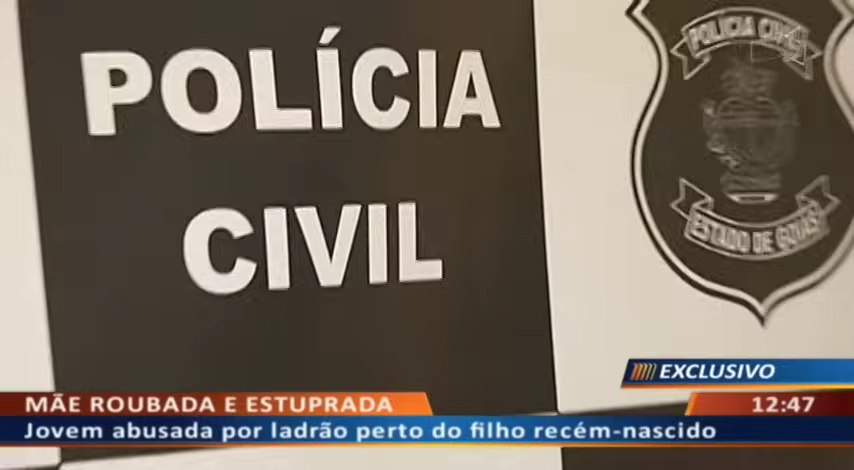 POLÍCIA
CIVIL
POLÍCIA CIVIL
ESTADO DE GOIÁS
EXCLUSIVO
MÃE ROUBADA E ESTUPRADA
12:47
Jovem abusada por ladrão perto do filho recém-nascido